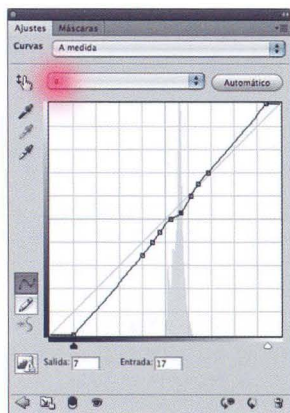 Ajustes Máscaras
Curvas A medida
a Automático
Salida: 7 Entrada: 17